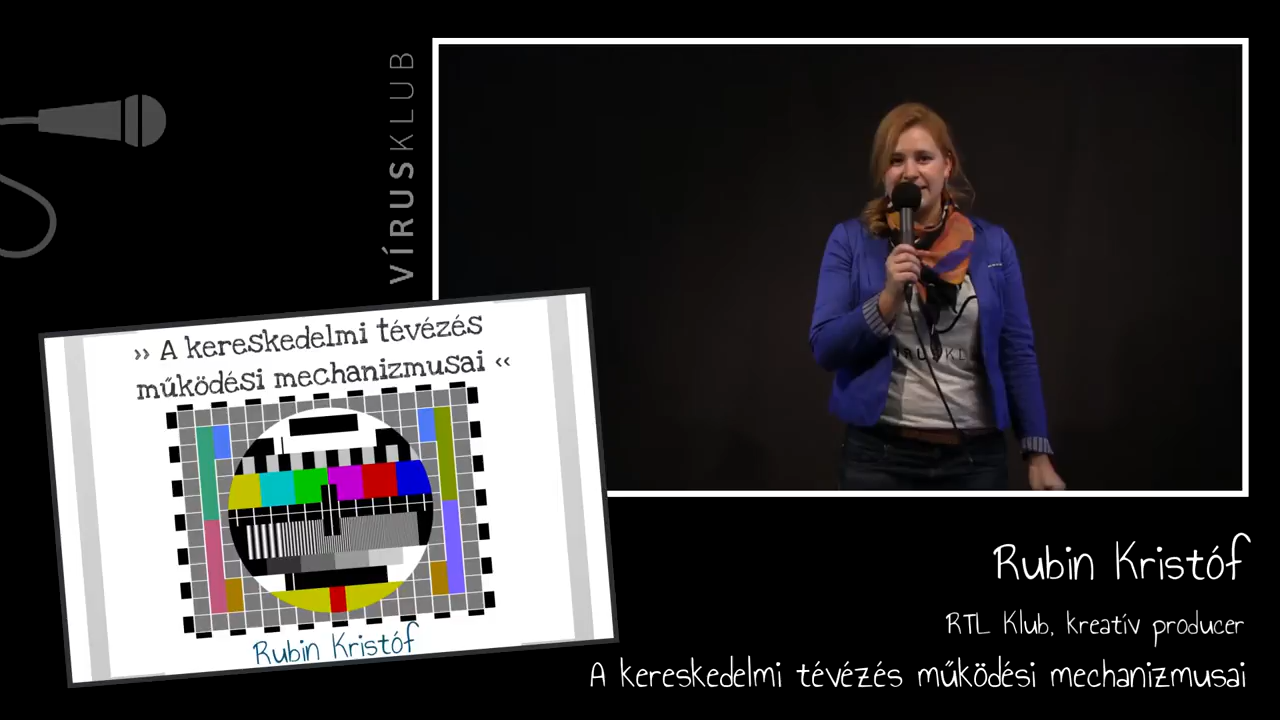 VÍRUSKLUB
›› A kereskedelmi tévézés
működési mechanizmusai ‹‹
Rubin Kristóf
Rubin Kristóf
RTL Klub, kreatív producer
A kereskedelmi tévézés működési mechanizmusai